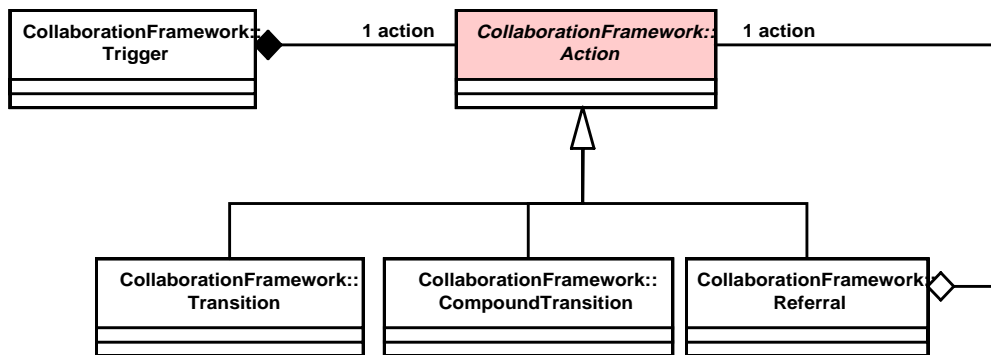 CollaborationFramework::
Trigger
1 action
CollaborationFramework::
Action
1 action
CollaborationFramework::
Transition
CollaborationFramework::
CompoundTransition
CollaborationFramework::
Referral